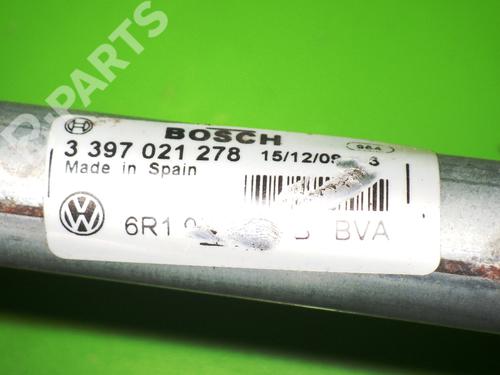 B-PARTS
BOSCH
3 397 021 278 15/12/09 3
Made in Spain
6R1 BVA